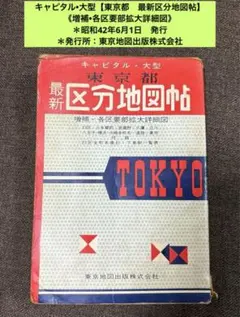 キャピタル•大型【東京都 最新区分地図帖】
《増補•各区要部拡大詳細図》
＊昭和42年6月1日 発行
＊発行所：東京地図出版株式会社
キャピタル・大型
東京都
最新
区分地図帖
増補・各区要部拡大詳細図
TOKYO
東京地図出版株式会社